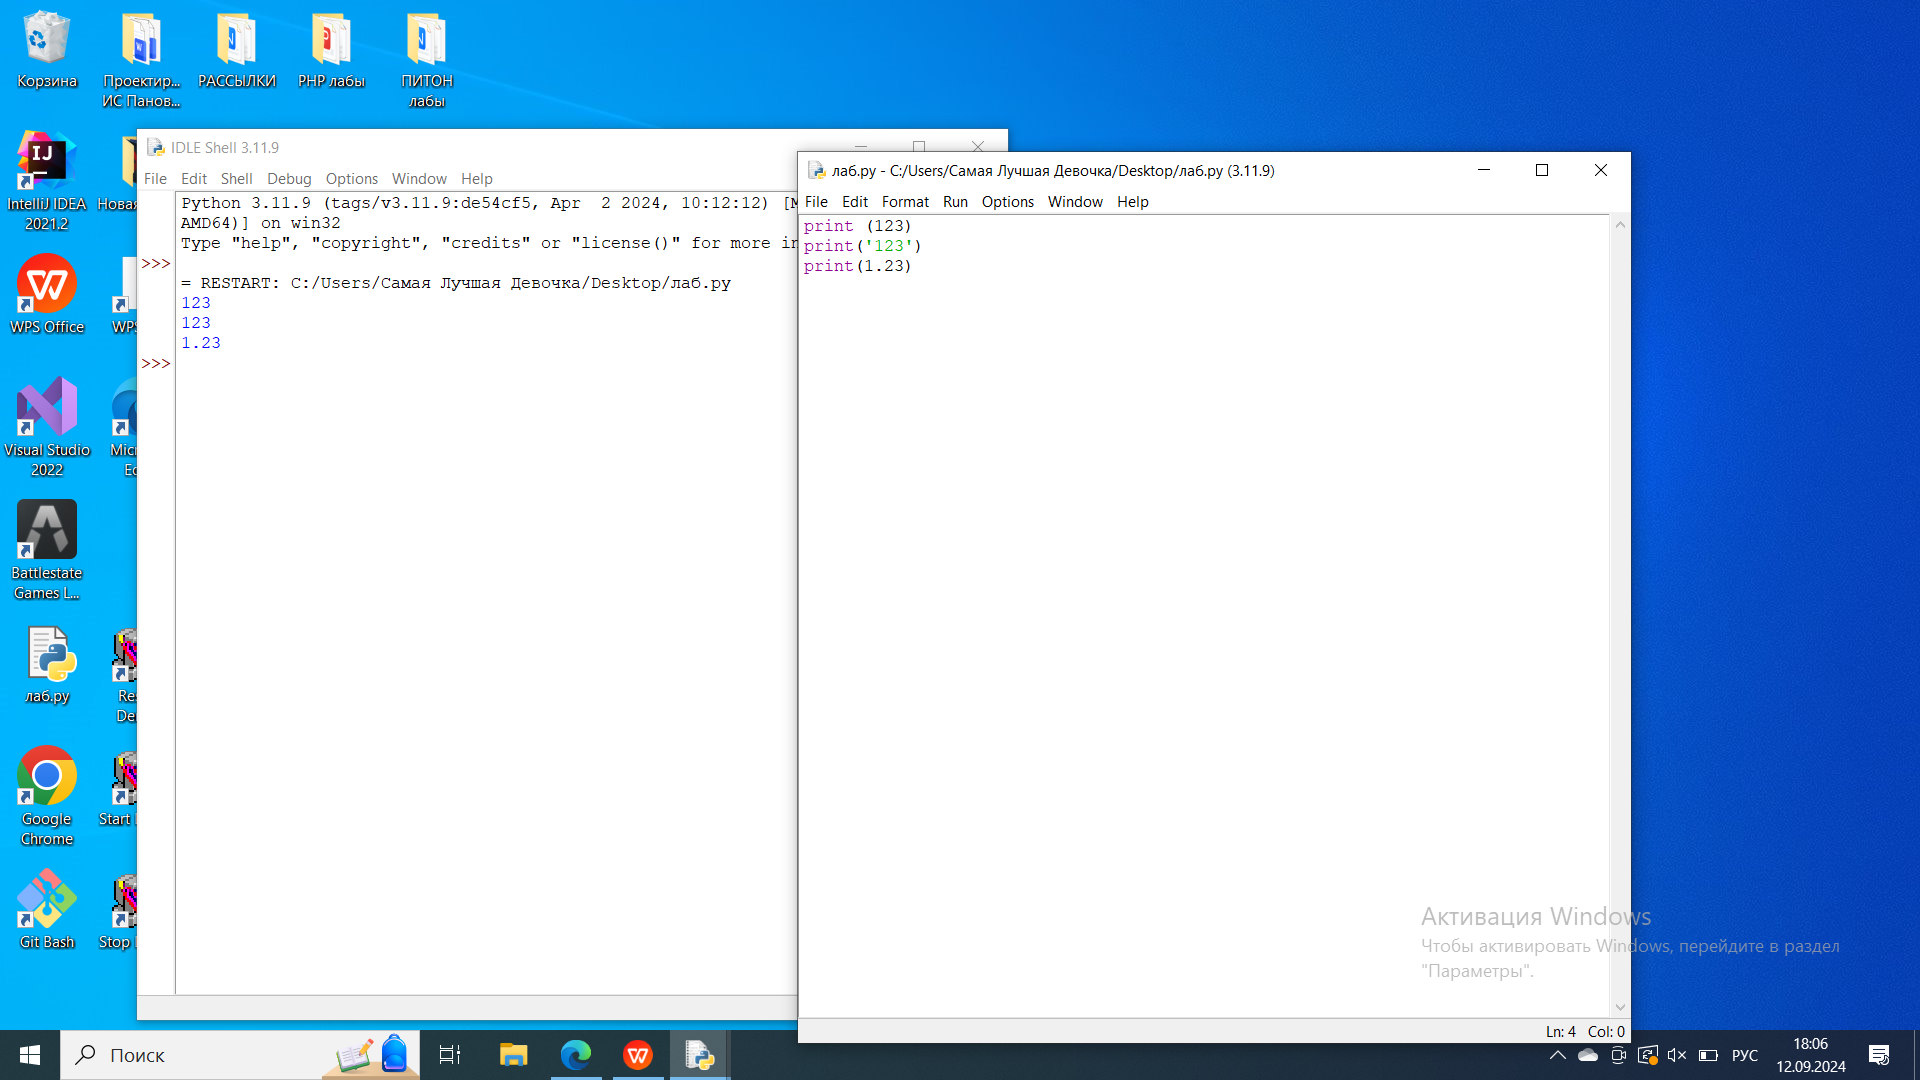 Корзина
Проектир...
ИС Панов...
РАССЫЛКИ
PHP лабы
ПИТОН
лабы
IntelliJ IDEA
2021.2
WPS Office
Visual Studio
2022
Battlestate
Games L...
лаб.py
Google
Chrome
Start
Git Bash
Stop
IDLE Shell 3.11.9
File Edit Shell Debug Options Window Help
Python 3.11.9 (tags/v3.11.9:de54cf5, Apr  2 2024, 10:12:12) [M
AMD64)] on win32
Type "help", "copyright", "credits" or "license()" for more in
>>>
= RESTART: C:/Users/Самая Лучшая Девочка/Desktop/лаб.py
123
123
1.23
>>>
лаб.py - C:/Users/Самая Лучшая Девочка/Desktop/лаб.py (3.11.9)
File Edit Format Run Options Window Help
print (123)
print('123')
print(1.23)
Активация Windows
Чтобы активировать Windows, перейдите в раздел
"Параметры".
Ln: 4 Col: 0
Поиск
РУС
18:06
12.09.2024